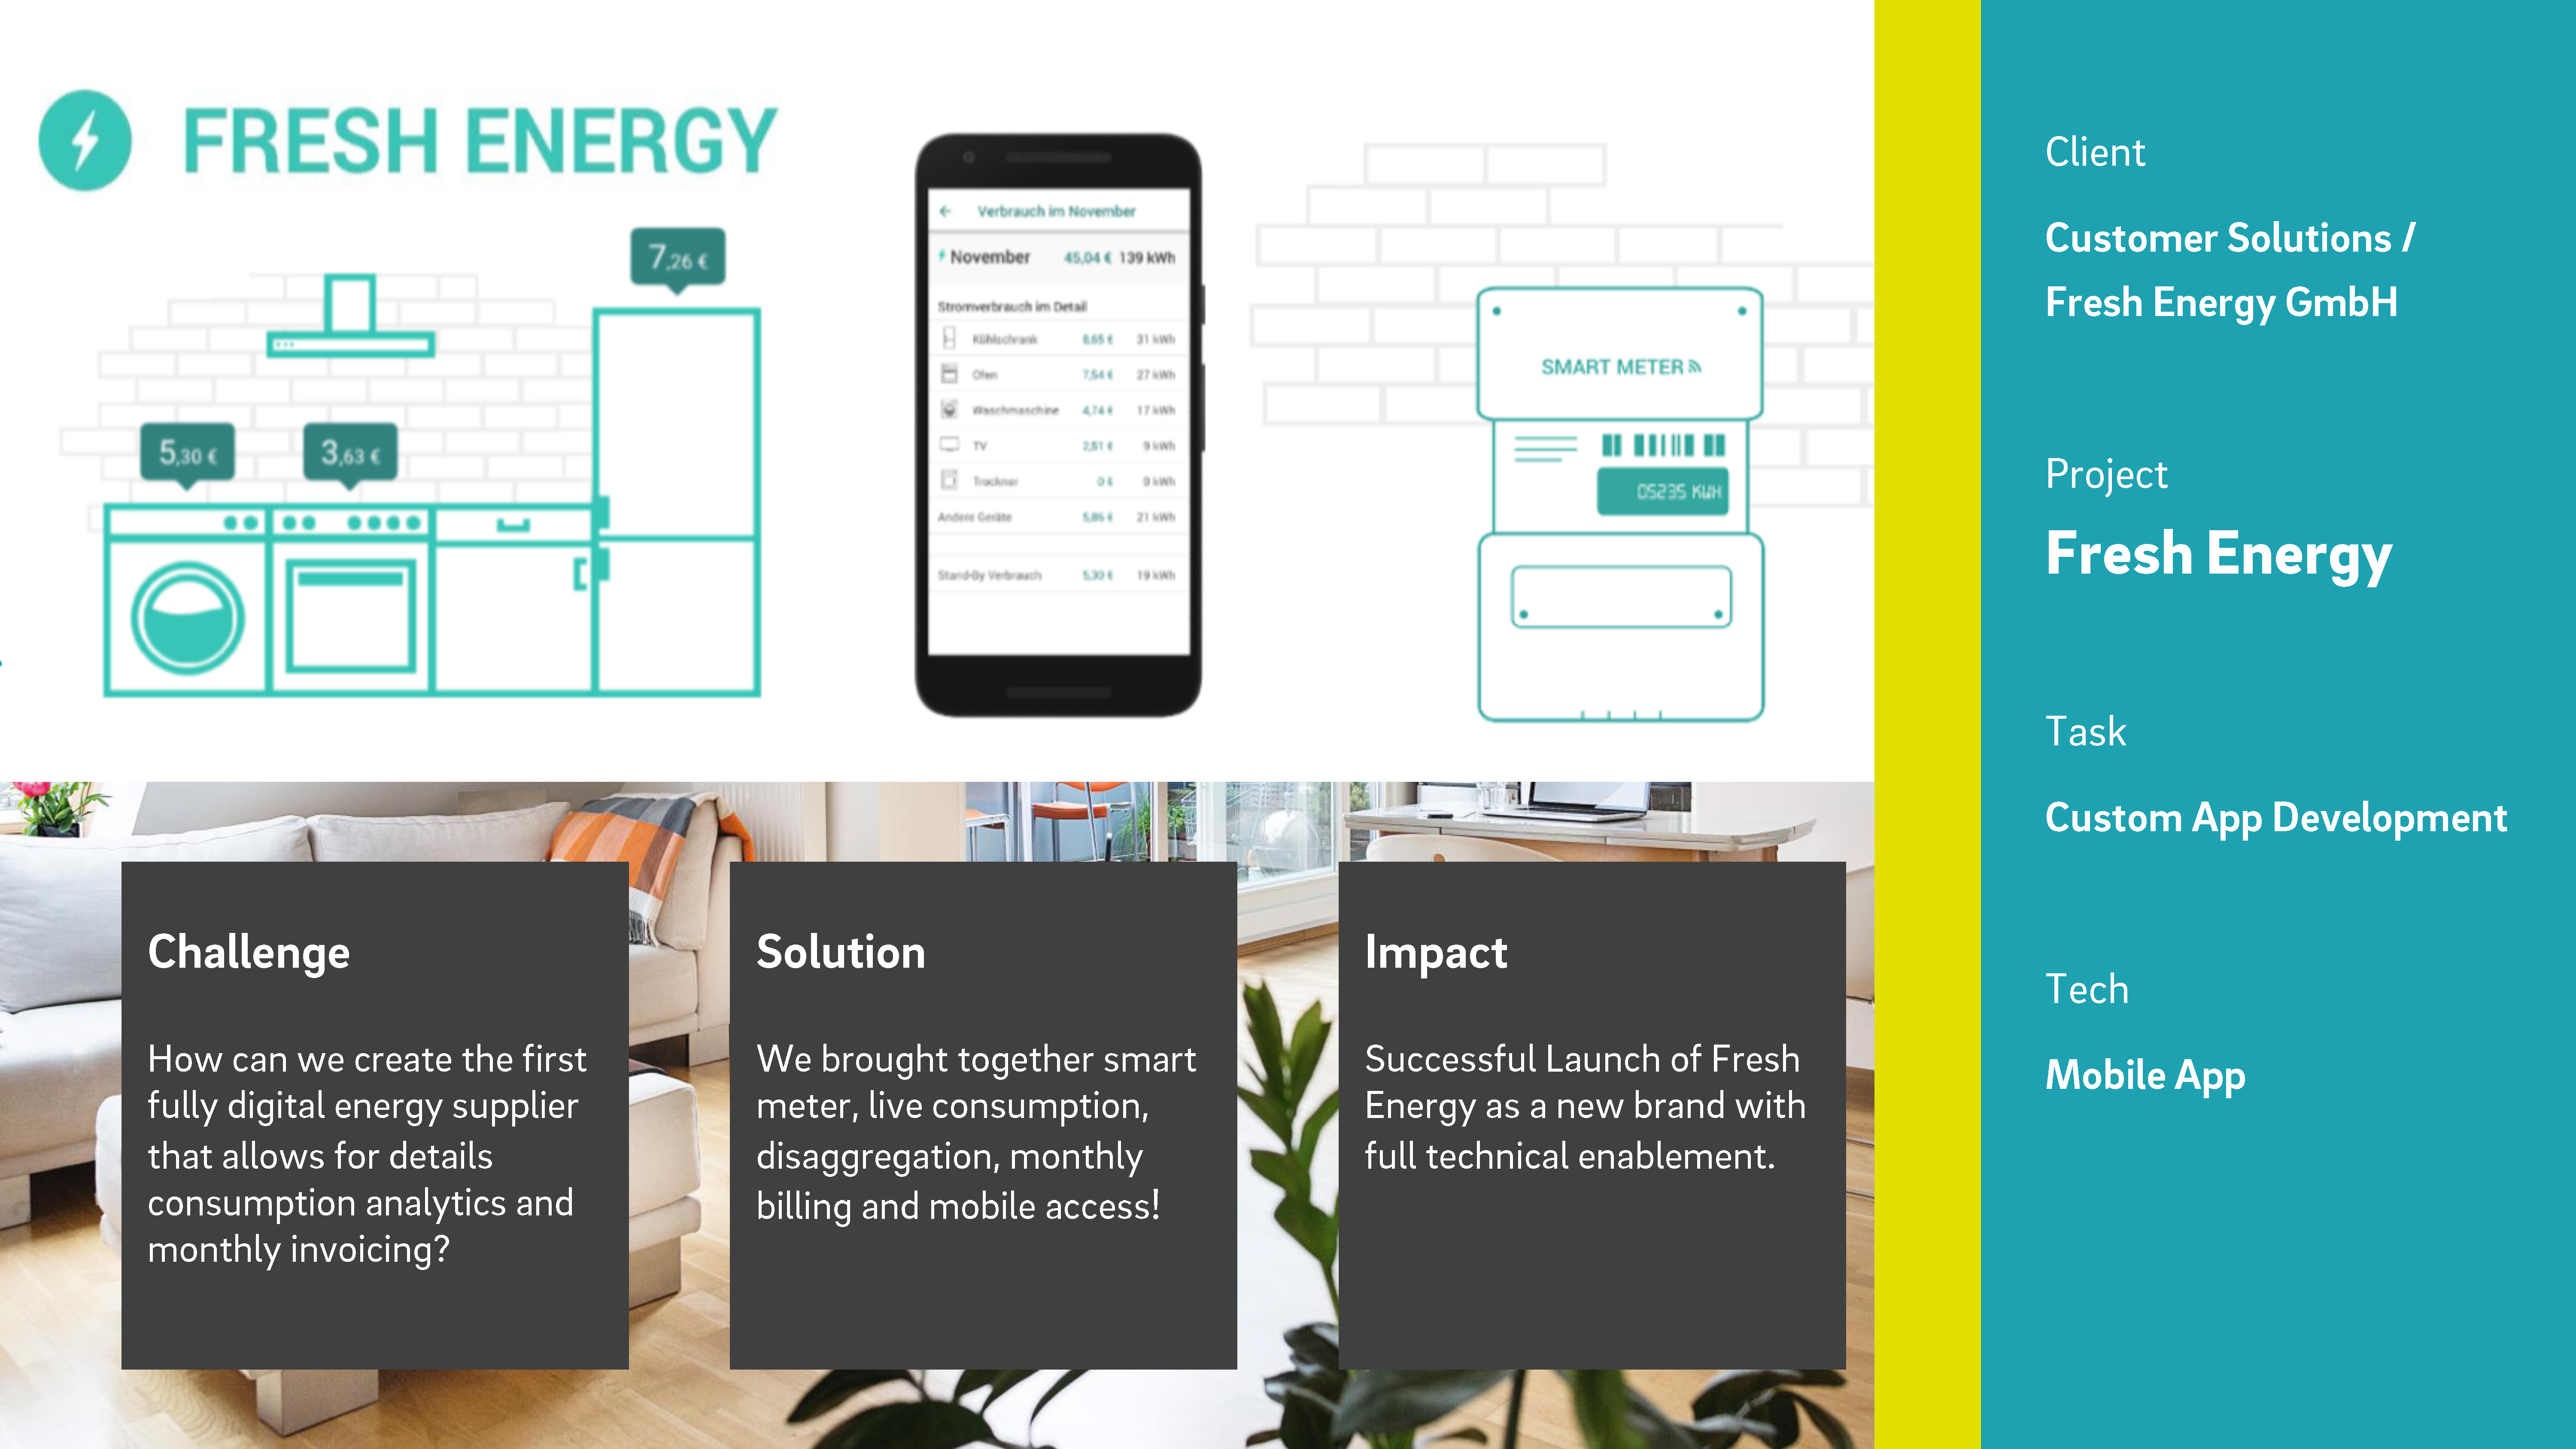 FRESH ENERGY
7,26 €
5,30 €
3,63 €
Verbrauch im November
November 45,04 € 139 kWh
Stromverbrauch im Detail
Kühlschrank 8,65 € 31 kWh
Ofen 7,54 € 27 kWh
Waschmaschine 4,74 € 17 kWh
TV 2,51 € 9 kWh
Trockner 0 € 0 kWh
Andere Geräte 5,86 € 21 kWh
Stand-By Verbrauch 5,30 € 19 kWh
SMART METER
05235 KWH
Challenge
How can we create the first
fully digital energy supplier
that allows for details
consumption analytics and
monthly invoicing?
Solution
We brought together smart
meter, live consumption,
disaggregation, monthly
billing and mobile access!
Impact
Successful Launch of Fresh
Energy as a new brand with
full technical enablement.
Client
Customer Solutions /
Fresh Energy GmbH
Project
Fresh Energy
Task
Custom App Development
Tech
Mobile App